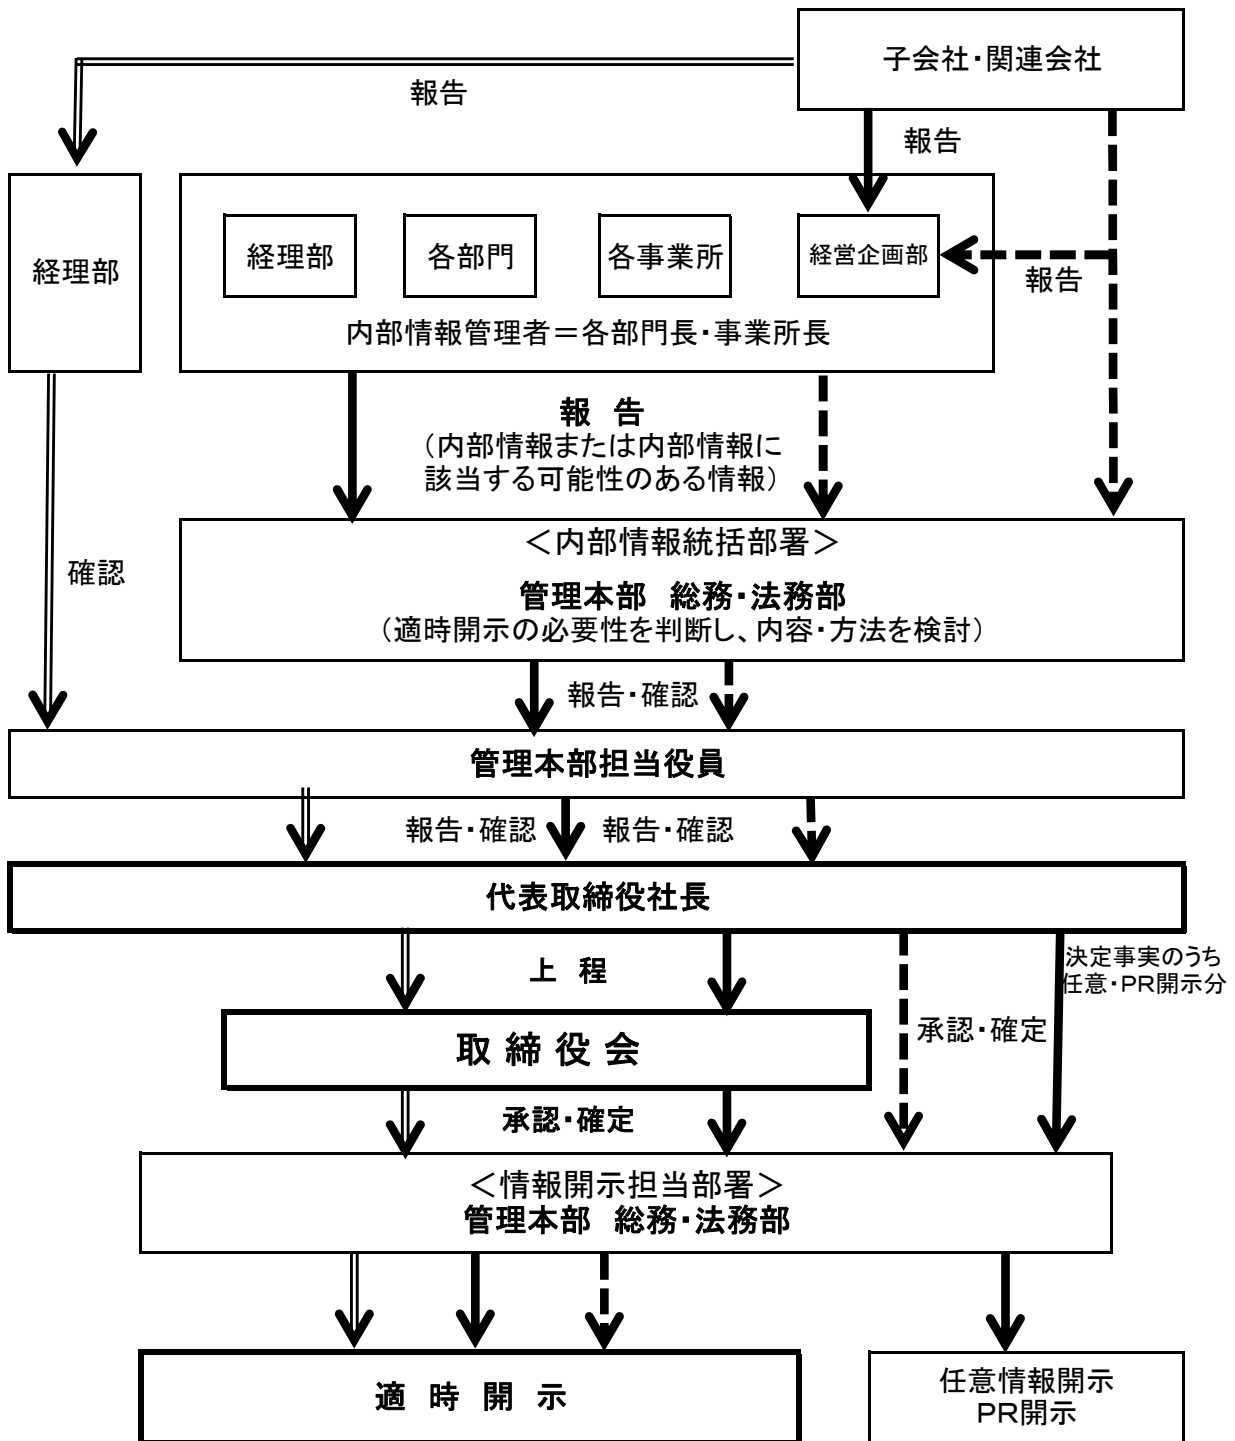 子会社・関連会社
報告
報告
経理部
経理部
各部門
各事業所
経営企画部
報告
内部情報管理者＝各部門長・事業所長
報　告
（内部情報または内部情報に
該当する可能性のある情報）
＜内部情報統括部署＞
確認
管理本部　総務・法務部
（適時開示の必要性を判断し、内容・方法を検討）
報告・確認
管理本部担当役員
報告・確認
報告・確認
代表取締役社長
決定事実のうち
任意・PR開示分
上　程
承認・確定
取 締 役 会
承認・確定
＜情報開示担当部署＞
管理本部　総務・法務部
適　時　開　示
任意情報開示
PR開示